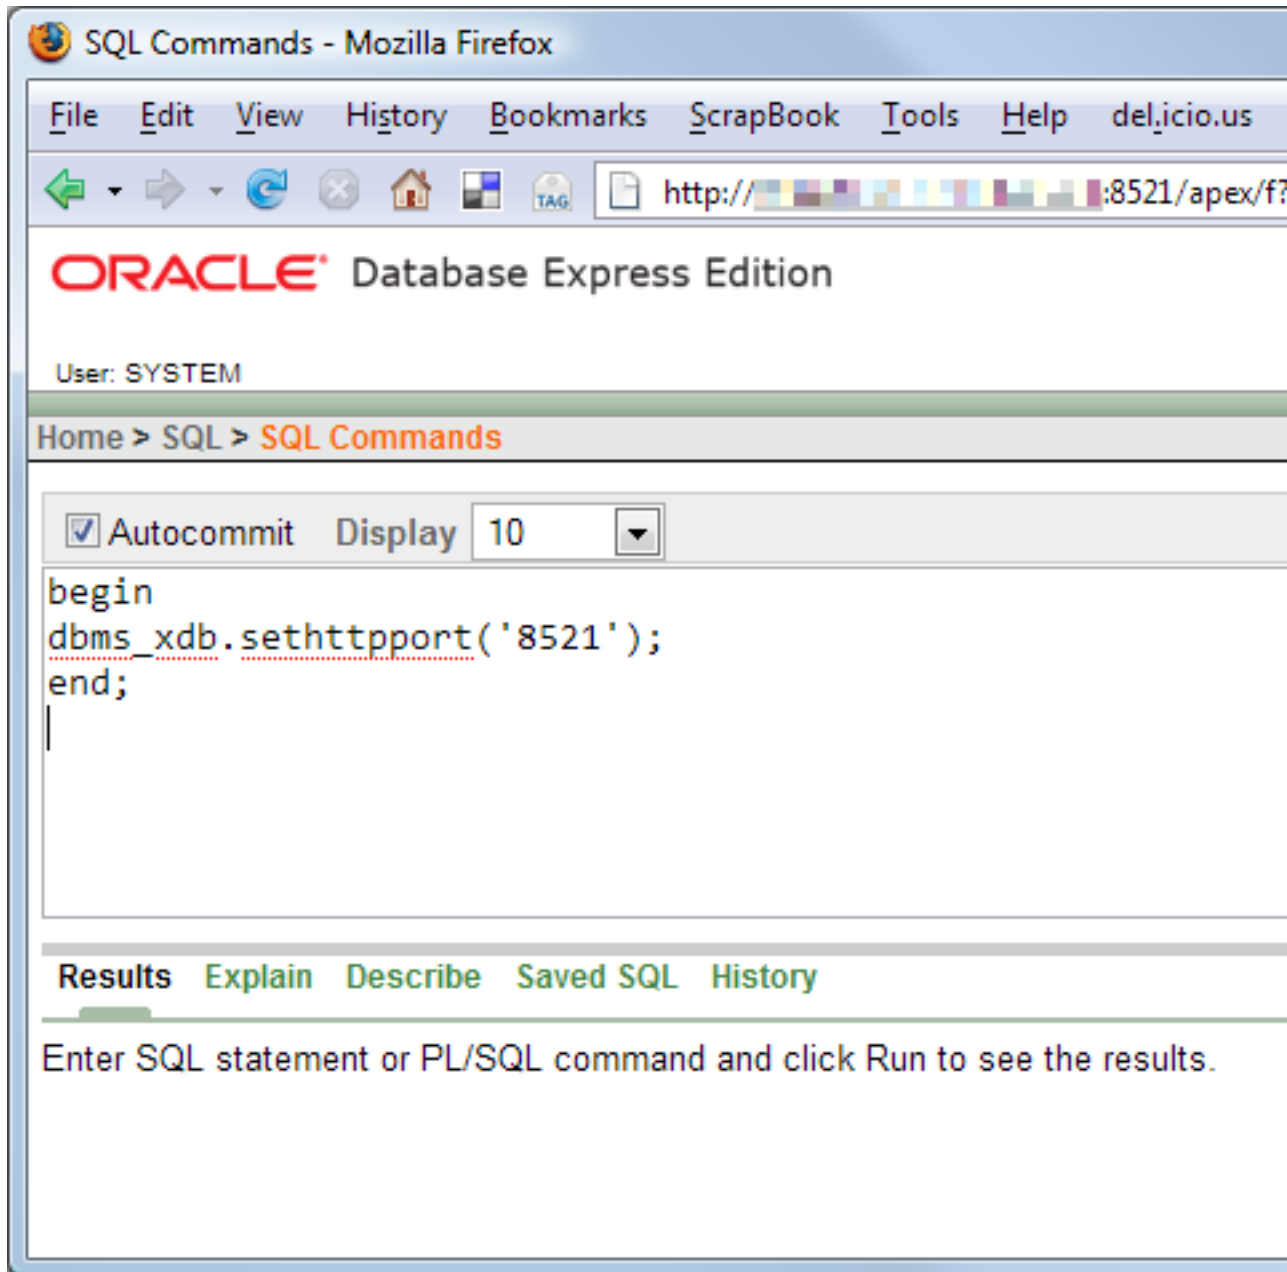 SQL Commands - Mozilla Firefox
File Edit View History Bookmarks ScrapBook Tools Help del.icio.us
TAG http:// :8521/apex/f?
ORACLE Database Express Edition
User: SYSTEM
Home > SQL > SQL Commands
Autocommit Display 10
begin
dbms_xdb.sethttpport('8521');
end;
Results Explain Describe Saved SQL History
Enter SQL statement or PL/SQL command and click Run to see the results.